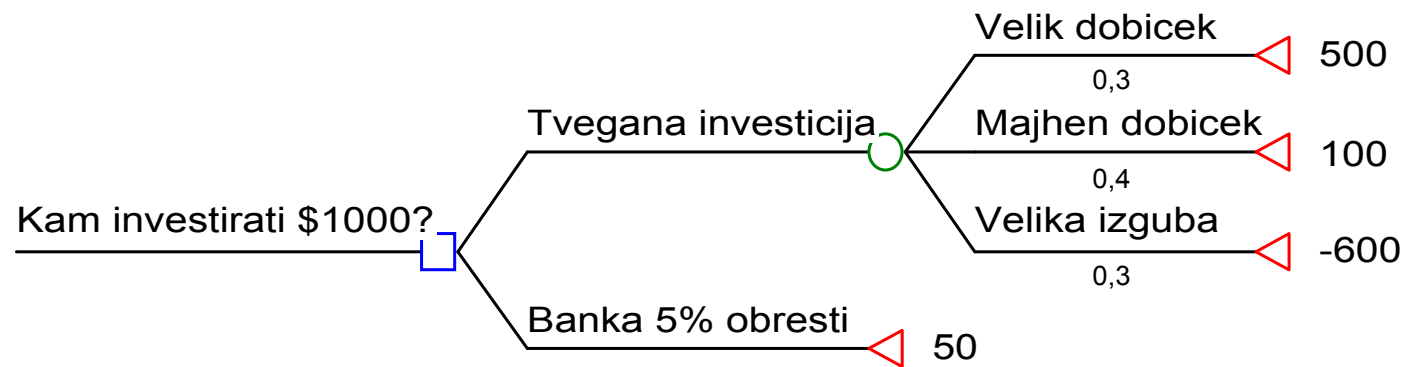 Velik dobicek
500
0,3
Tvegana investicija
Majhen dobicek
100
0,4
Kam investirati $1000?
Velika izguba
-600
0,3
Banka 5% obresti
50